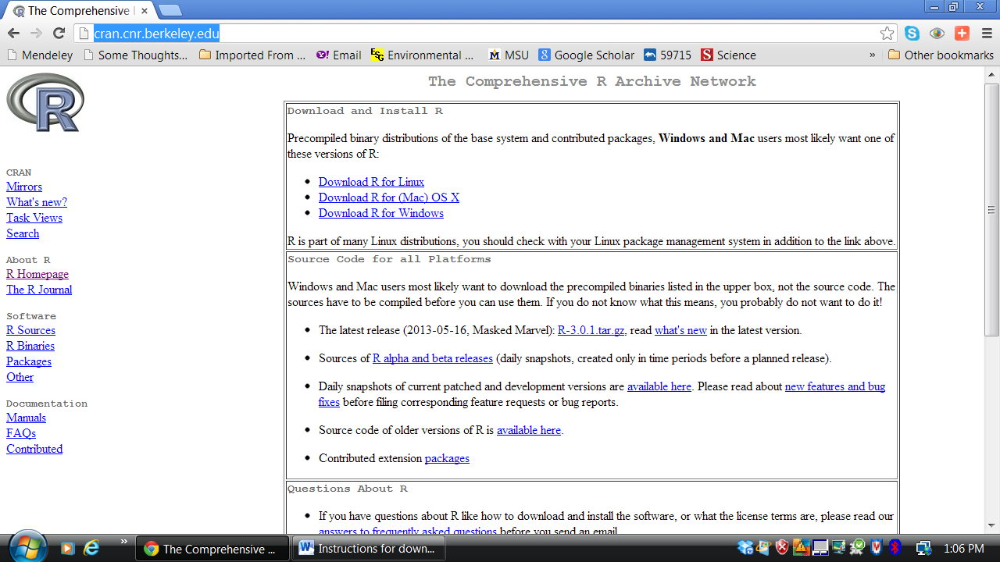 The Comprehensive
cran.cnr.berkeley.edu
Mendeley
Some Thoughts...
Imported From ...
Email
Environmental ...
MSU
Google Scholar
59715
Science
»
Other bookmarks
R
CRAN
Mirrors
What's new?
Task Views
Search
About R
R Homepage
The R Journal
Software
R Sources
R Binaries
Packages
Other
Documentation
Manuals
FAQs
Contributed
The Comprehensive R Archive Network
Download and Install R
Precompiled binary distributions of the base system and contributed packages, Windows and Mac users most likely want one of
these versions of R:
• Download R for Linux
• Download R for (Mac) OS X
• Download R for Windows
R is part of many Linux distributions, you should check with your Linux package management system in addition to the link above.
Source Code for all Platforms
Windows and Mac users most likely want to download the precompiled binaries listed in the upper box, not the source code. The
sources have to be compiled before you can use them. If you do not know what this means, you probably do not want to do it!
• The latest release (2013-05-16, Masked Marvel): R-3.0.1.tar.gz, read what's new in the latest version.
• Sources of R alpha and beta releases (daily snapshots, created only in time periods before a planned release).
• Daily snapshots of current patched and development versions are available here. Please read about new features and bug
fixes before filing corresponding feature requests or bug reports.
• Source code of older versions of R is available here.
• Contributed extension packages
Questions About R
• If you have questions about R like how to download and install the software, or what the license terms are, please read our
answers to frequently asked questions before you send an email.
»
The Comprehensive ...
Instructions for down...
1:06 PM